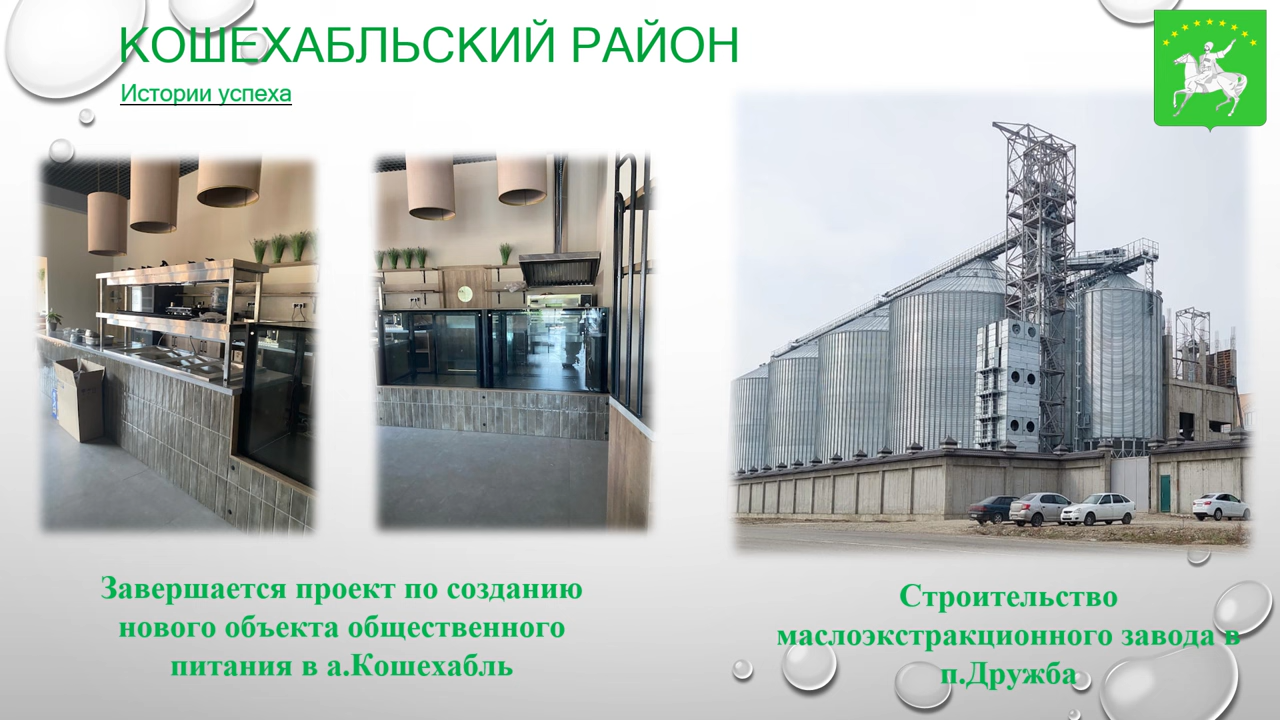 КОШЕХАБЛЬСКИЙ РАЙОН
Истории успеха
Завершается проект по созданию
нового объекта общественного
питания в а.Кошехабль
Строительство
маслоэкстракционного завода в
п.Дружба